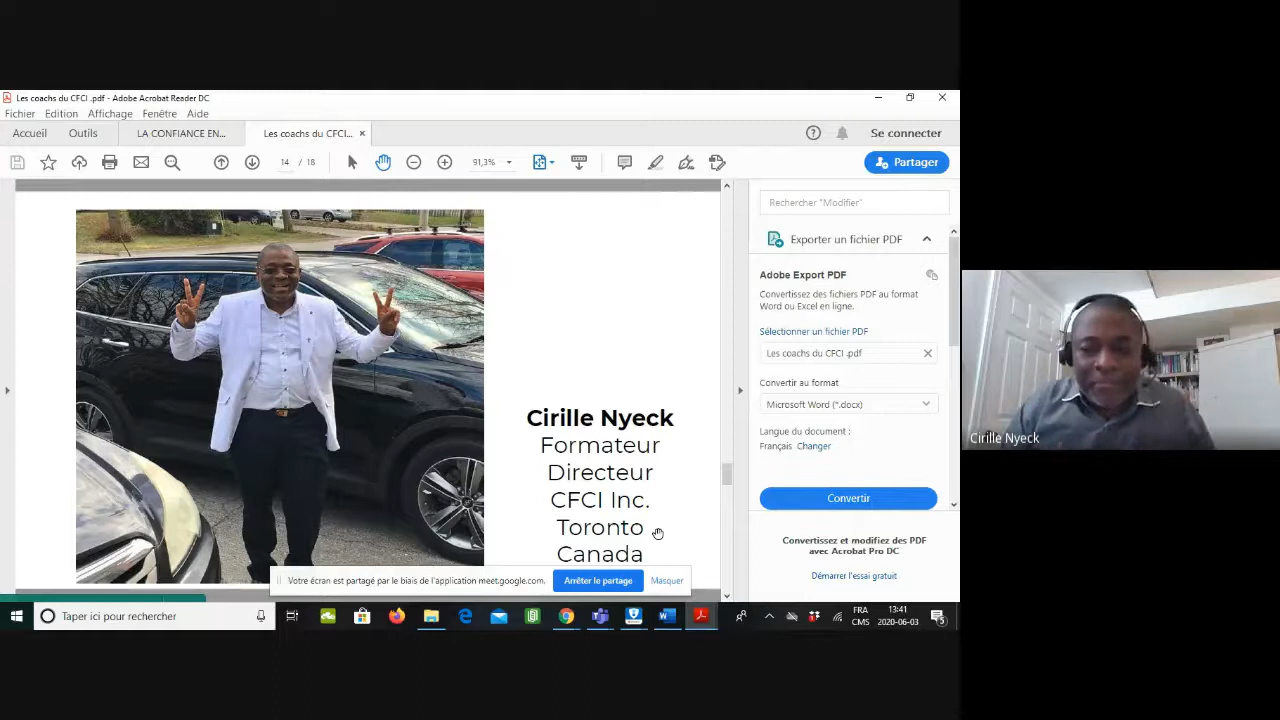 Les coachs du CFCI .pdf - Adobe Acrobat Reader DC
Fichier Edition Affichage Fenêtre Aide
Accueil Outils LA CONFIANCE EN... Les coachs du CFCI... Se connecter
14 / 18 91,3% Partager
Rechercher "Modifier"
Exporter un fichier PDF
Adobe Export PDF
Convertissez des fichiers PDF au format
Word ou Excel en ligne.
Sélectionner un fichier PDF
Les coachs du CFCI .pdf
Convertir au format
Microsoft Word (*.docx)
Langue du document :
Français Changer
Convertir
Convertissez et modifiez des PDF
avec Acrobat Pro DC
Démarrer l'essai gratuit
Cirille Nyeck
Formateur
Directeur
CFCI Inc.
Toronto
Canada
Cirille Nyeck
Votre écran est partagé par le biais de l'application meet.google.com. Arrêter le partage Masquer
Taper ici pour rechercher
FRA
CMS
13:41
2020-06-03
5